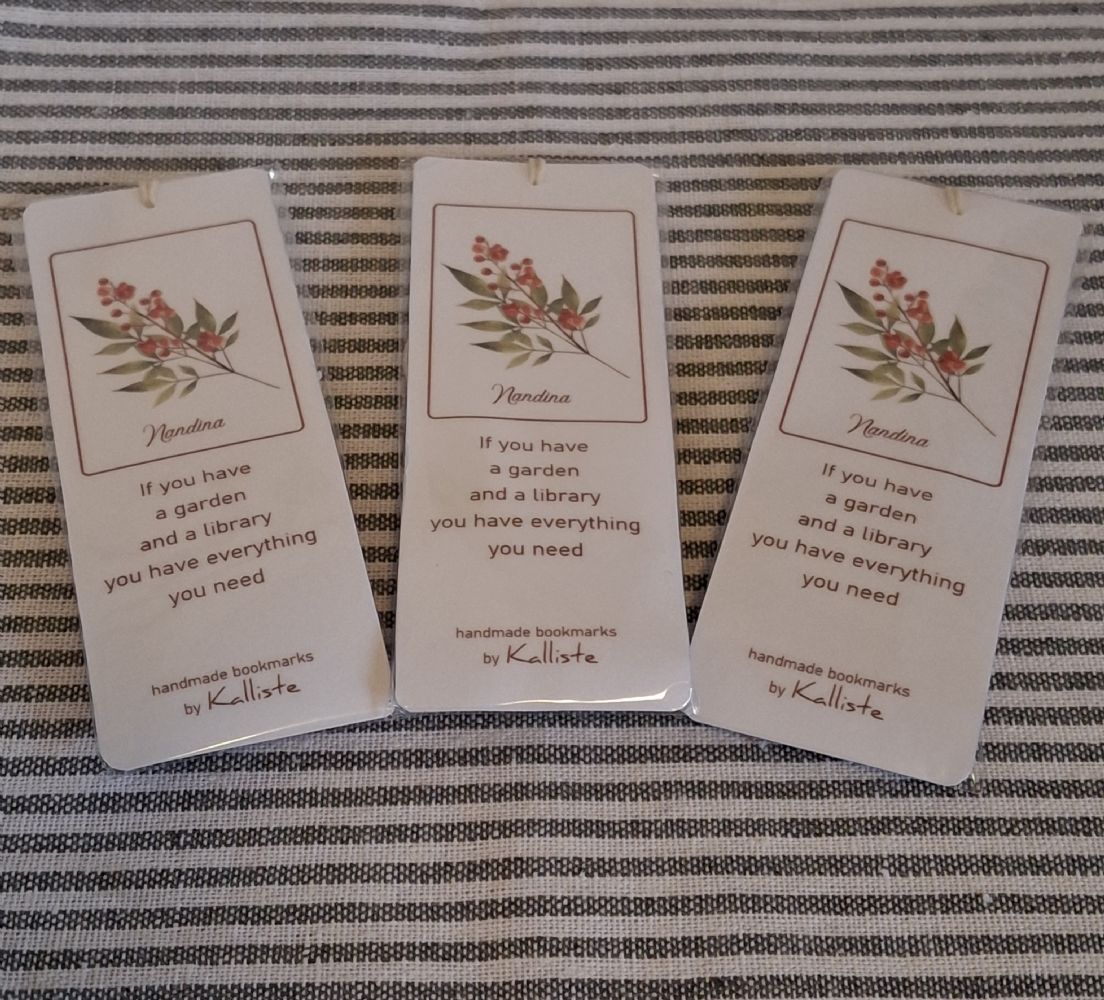 Nandina
If you have
a garden
and a library
you have everything
you need
handmade bookmarks
by Kalliste
Nandina
If you have
a garden
and a library
you have everything
you need
handmade bookmarks
by Kalliste
Nandina
If you have
a garden
and a library
you have everything
you need
handmade bookmarks
by Kalliste